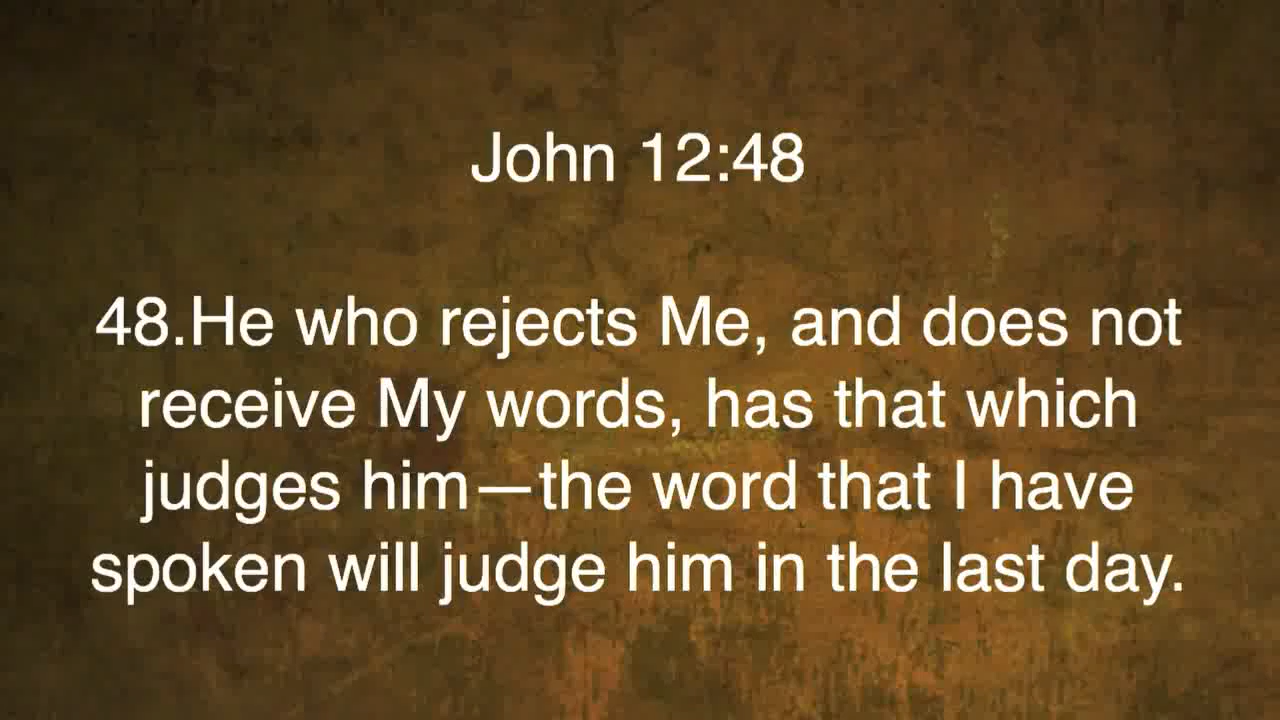 John 12:48
48.He who rejects Me, and does not
receive My words, has that which
judges him—the word that I have
spoken will judge him in the last day.